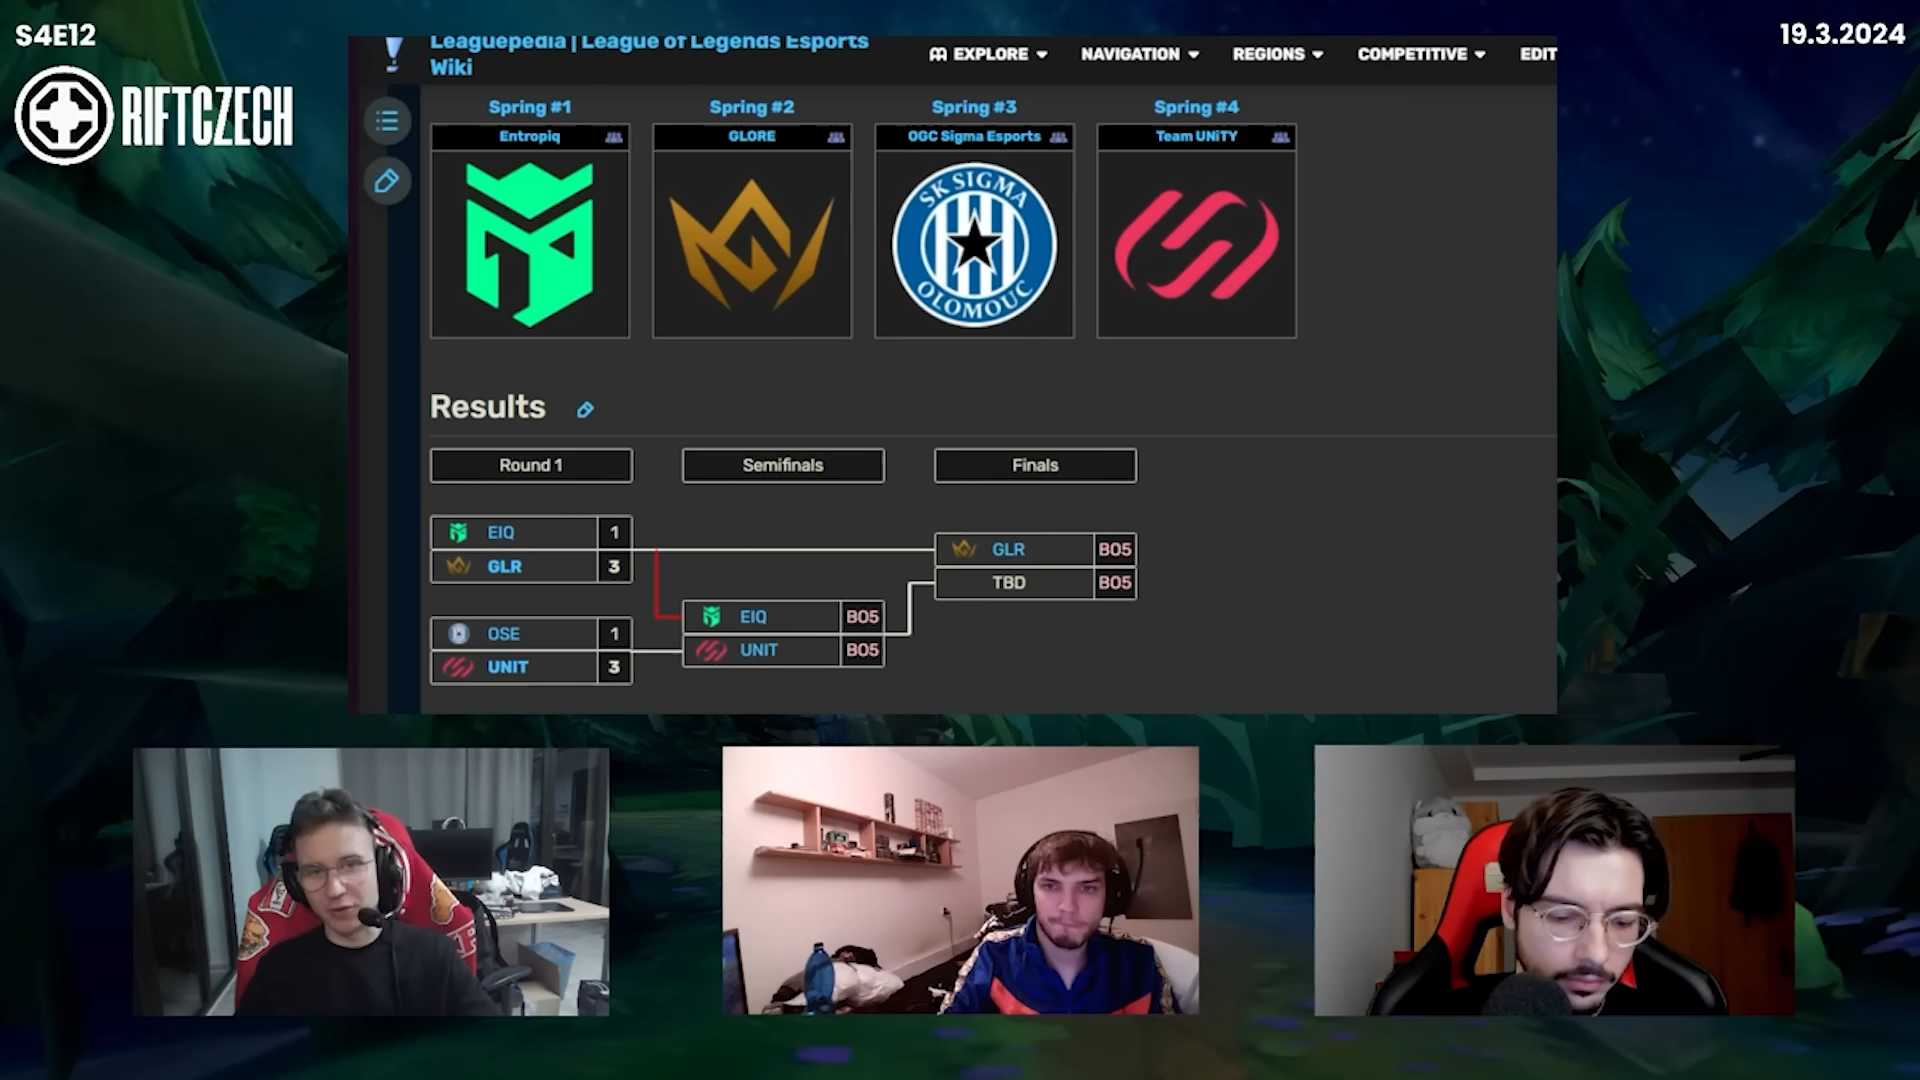 S4E12
19.3.2024
RIFTCZECH
Leaguepedia | League of Legends Esports
Wiki
EXPLORE
NAVIGATION
REGIONS
COMPETITIVE
EDIT
Spring #1
Spring #2
Spring #3
Spring #4
Entropiq
GLORE
OGC Sigma Esports
Team UNiTY
SK SIGMA
OLOMOUC
Results
Round 1
Semifinals
Finals
EIQ 1
GLR 3
OSE 1
UNIT 3
EIQ BO5
UNIT BO5
GLR BO5
TBD BO5